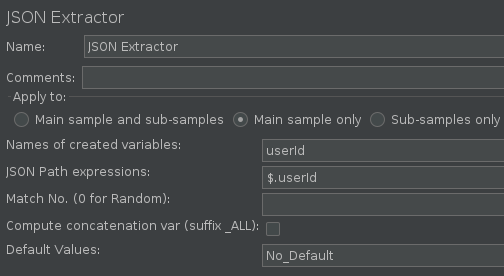 JSON Extractor
Name: JSON Extractor
Comments:
Apply to:
Main sample and sub-samples Main sample only Sub-samples only
Names of created variables: userId
JSON Path expressions: $.userId
Match No. (0 for Random):
Compute concatenation var (suffix _ALL):
Default Values: No_Default